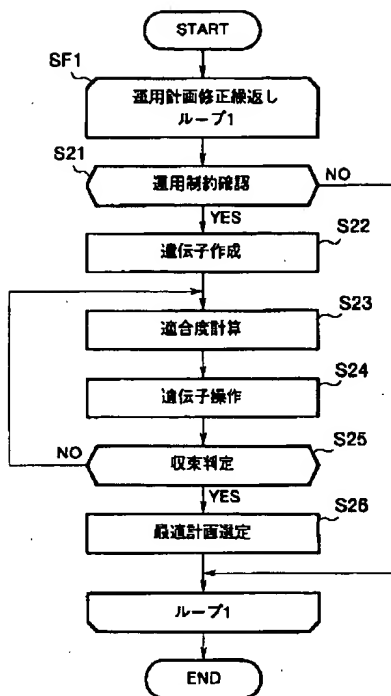 START
SF1
運用計画修正繰返し
ループ1
S21
運用制約確認
NO
YES
S22
遺伝子作成
S23
適合度計算
S24
遺伝子操作
S25
収束判定
NO
YES
S26
最適計画選定
ループ1
END